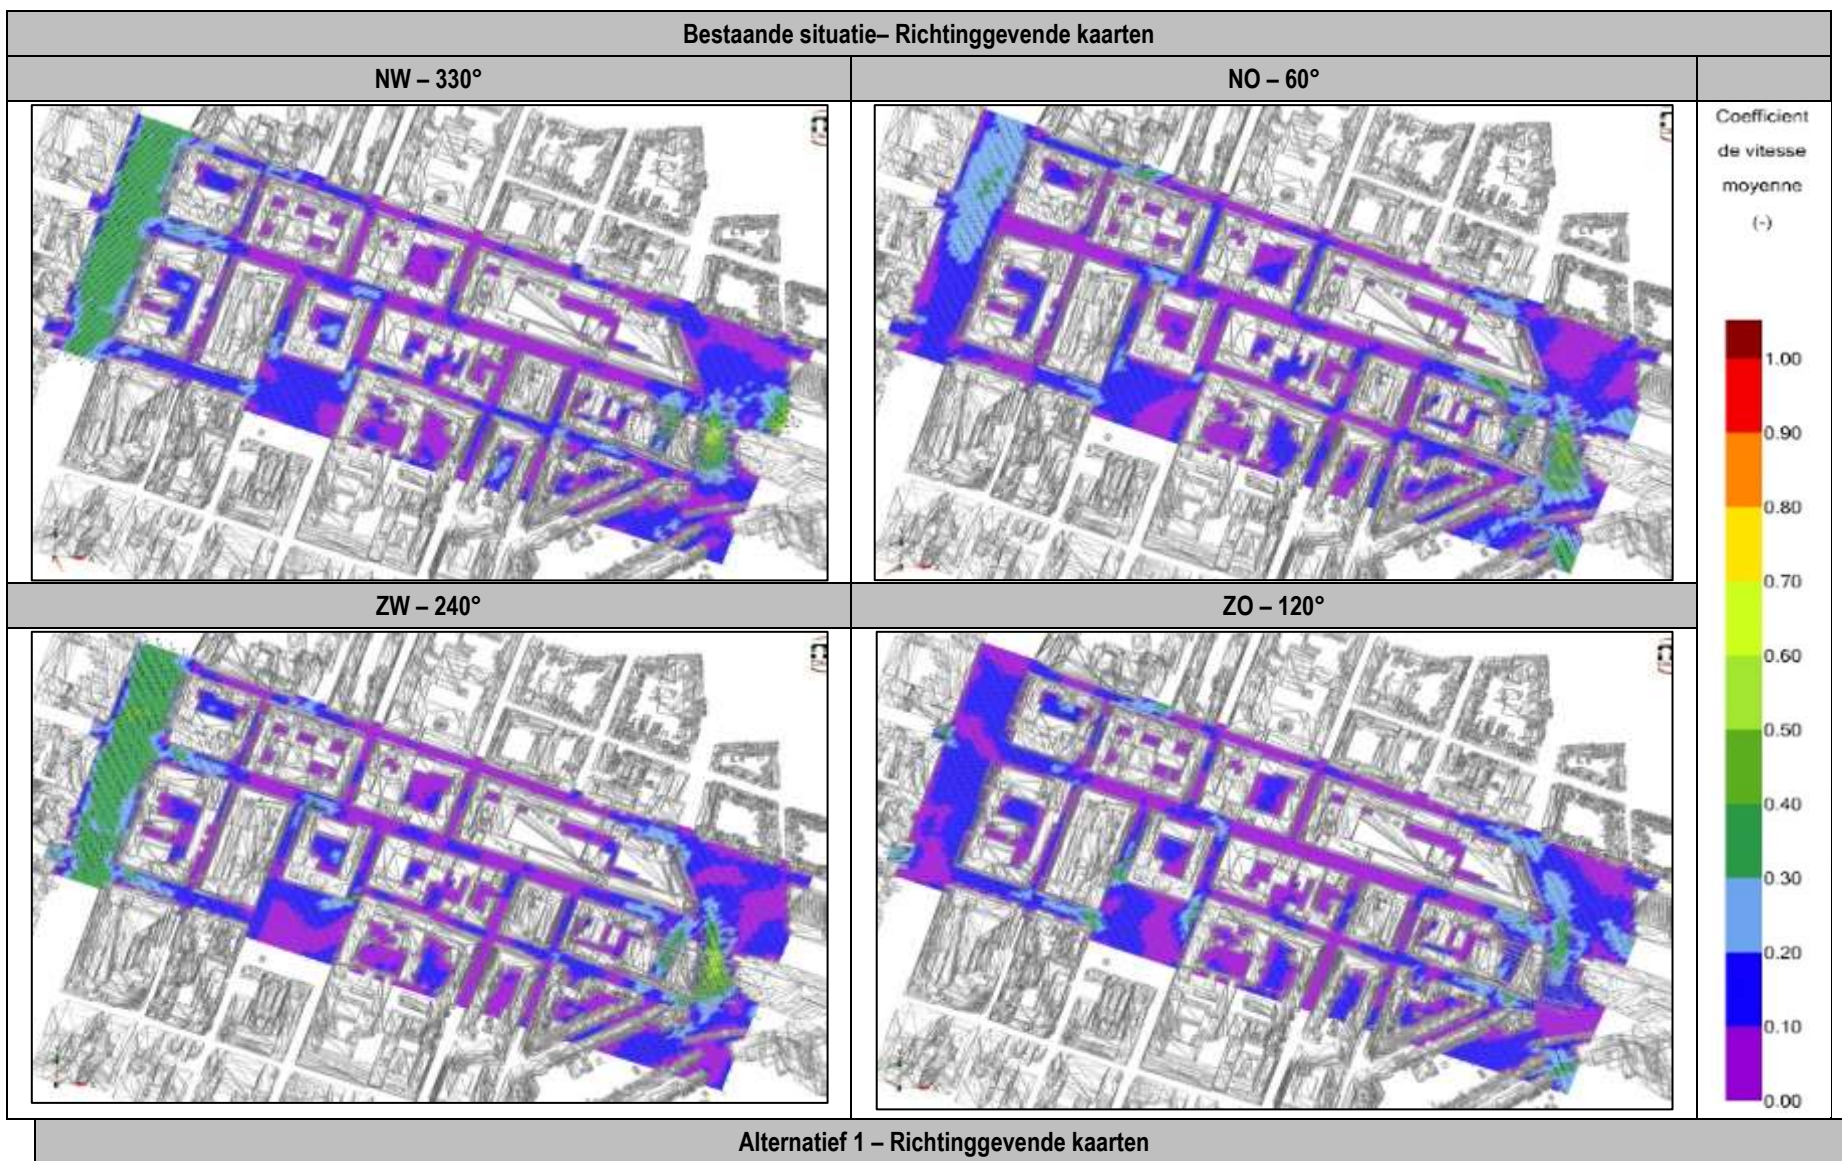 Bestaande situatie– Richtinggevende kaarten
NW – 330°
NO – 60°
Coefficient
de vitesse
moyenne
(-)
1.00
0.90
0.80
0.70
0.60
0.50
0.40
0.30
0.20
0.10
0.00
ZW – 240°
ZO – 120°
Alternatief 1 – Richtinggevende kaarten